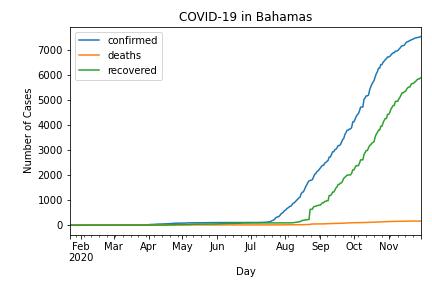 COVID-19 in Bahamas
confirmed
deaths
recovered
Number of Cases
7000
6000
5000
4000
3000
2000
1000
0
Feb Mar Apr May Jun Jul Aug Sep Oct Nov
2020
Day